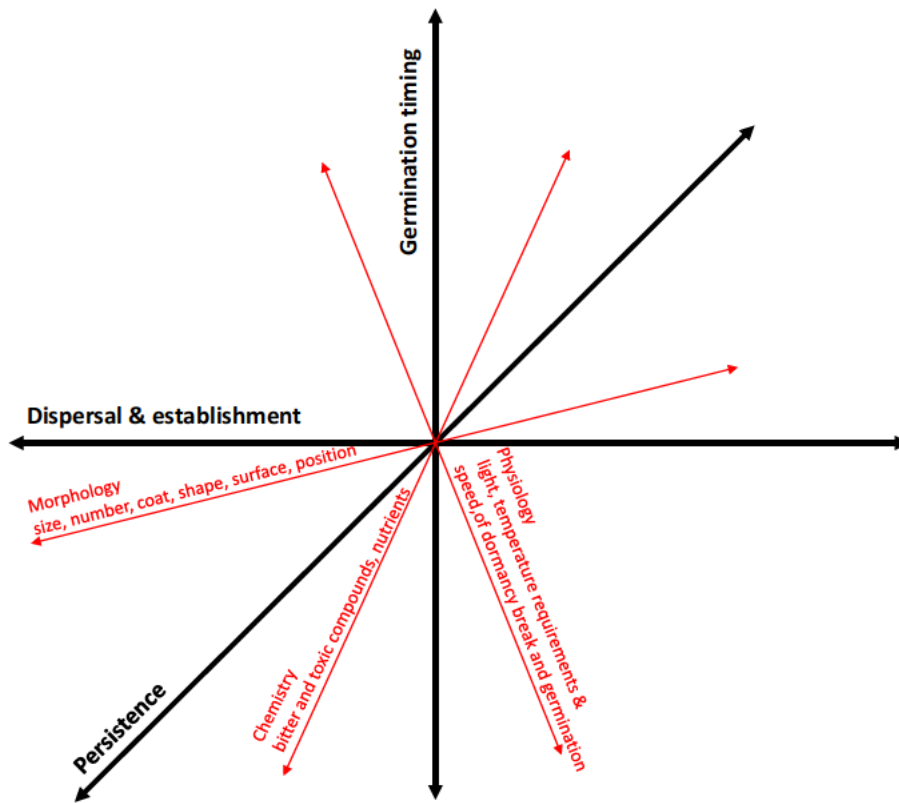 Germination timing
Dispersal & establishment
Morphology
size, number, coat, shape, surface, position
Persistence
Chemistry
bitter and toxic compounds, nutrients
Physiology
light, temperature requirements &
speed,of dormancy break and germination